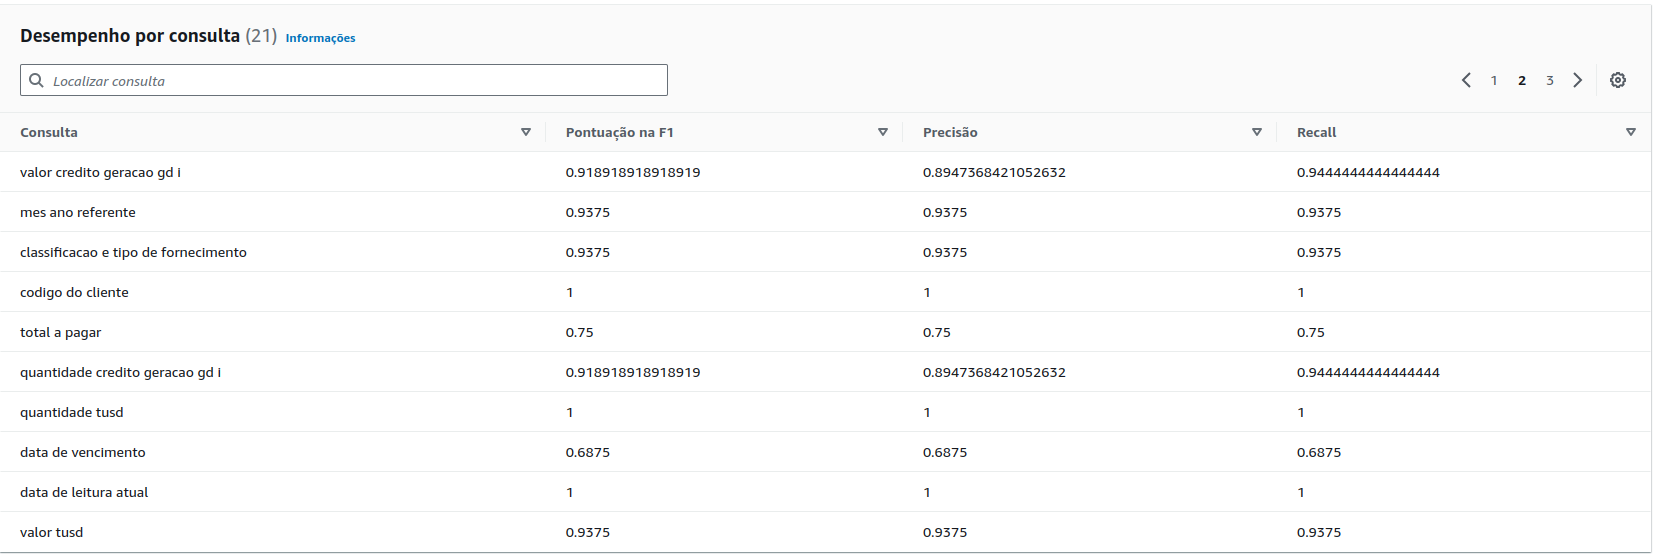 Desempenho por consulta (21) Informações
Localizar consulta
1 2 3
Consulta Pontuação na F1 Precisão Recall
valor credito geracao gd i 0.918918918918919 0.8947368421052632 0.9444444444444444
mes ano referente 0.9375 0.9375 0.9375
classificacao e tipo de fornecimento 0.9375 0.9375 0.9375
codigo do cliente 1 1 1
total a pagar 0.75 0.75 0.75
quantidade credito geracao gd i 0.918918918918919 0.8947368421052632 0.9444444444444444
quantidade tusd 1 1 1
data de vencimento 0.6875 0.6875 0.6875
data de leitura atual 1 1 1
valor tusd 0.9375 0.9375 0.9375